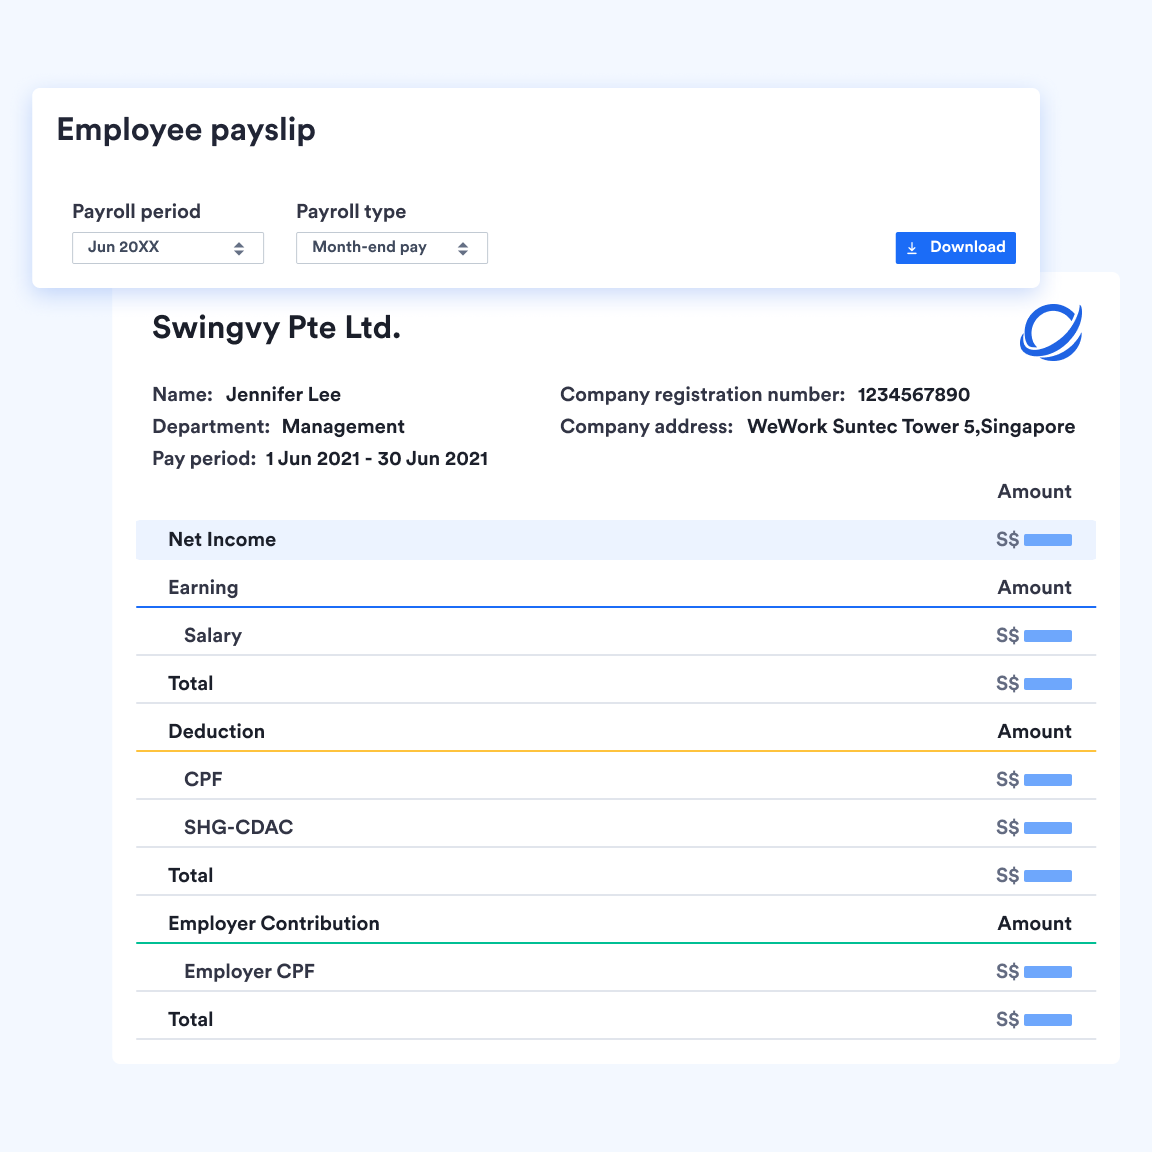 Employee payslip
Payroll period Payroll type
Jun 20XX Month-end pay Download
Swingvy Pte Ltd.
Name: Jennifer Lee Company registration number: 1234567890
Department: Management Company address: WeWork Suntec Tower 5,Singapore
Pay period: 1 Jun 2021 - 30 Jun 2021
Amount
Net Income S$
Earning Amount
Salary S$
Total S$
Deduction Amount
CPF S$
SHG-CDAC S$
Total S$
Employer Contribution Amount
Employer CPF S$
Total S$